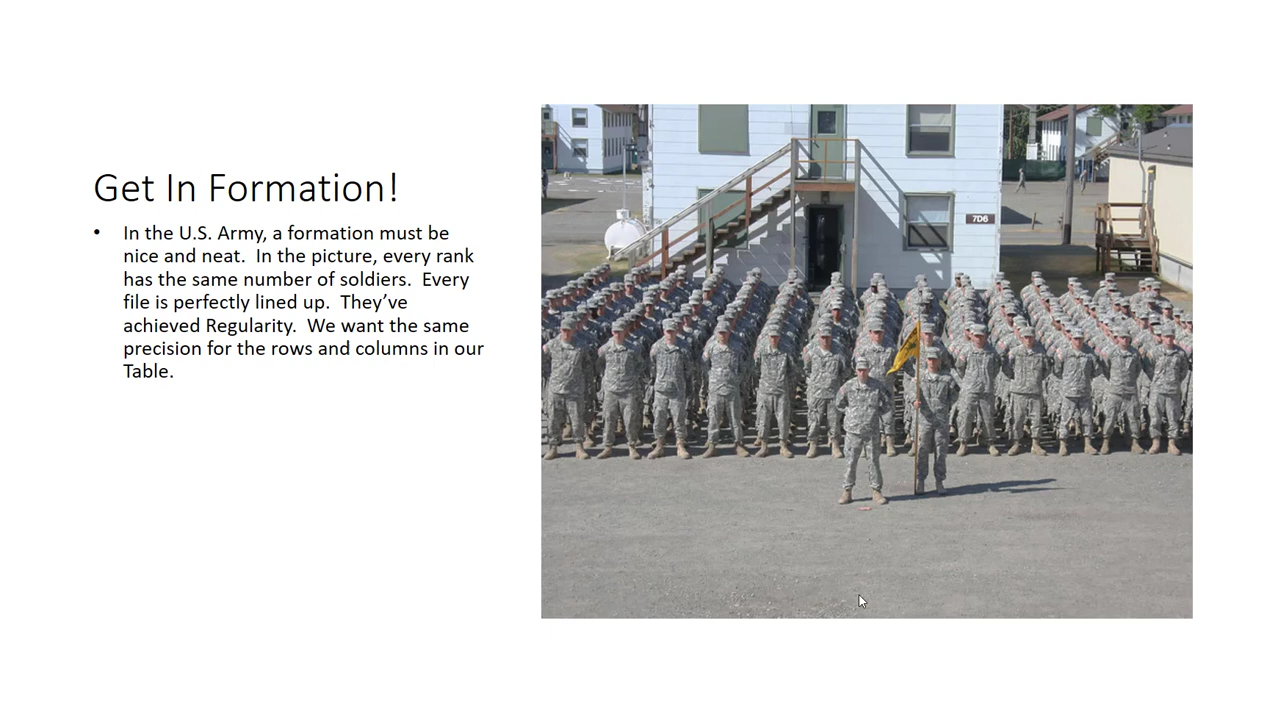 Get In Formation!
• In the U.S. Army, a formation must be
nice and neat.  In the picture, every rank
has the same number of soldiers.  Every
file is perfectly lined up.  They’ve
achieved Regularity.  We want the same
precision for the rows and columns in our
Table.
7D6